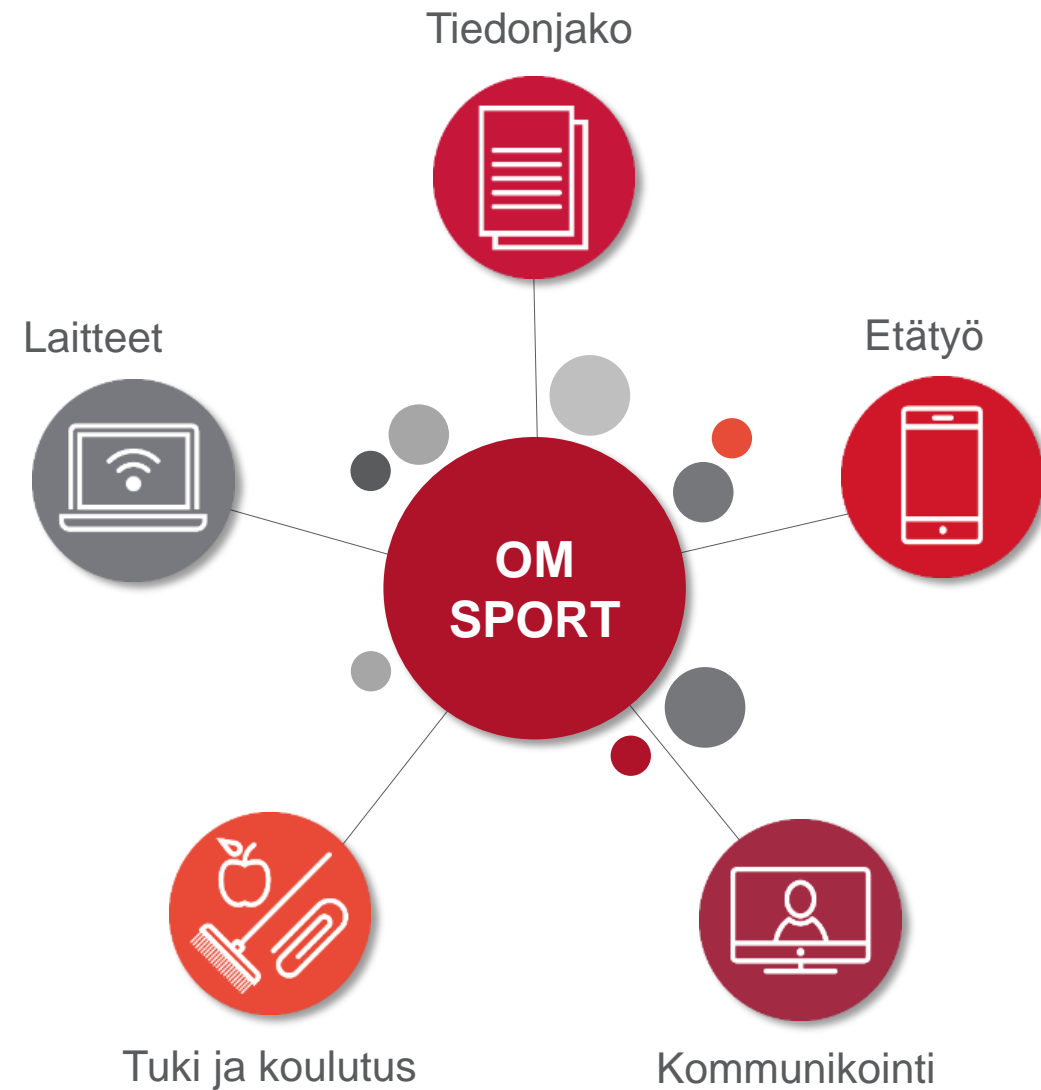 Tiedonjako
Laitteet
Etätyö
OM
SPORT
Tuki ja koulutus
Kommunikointi